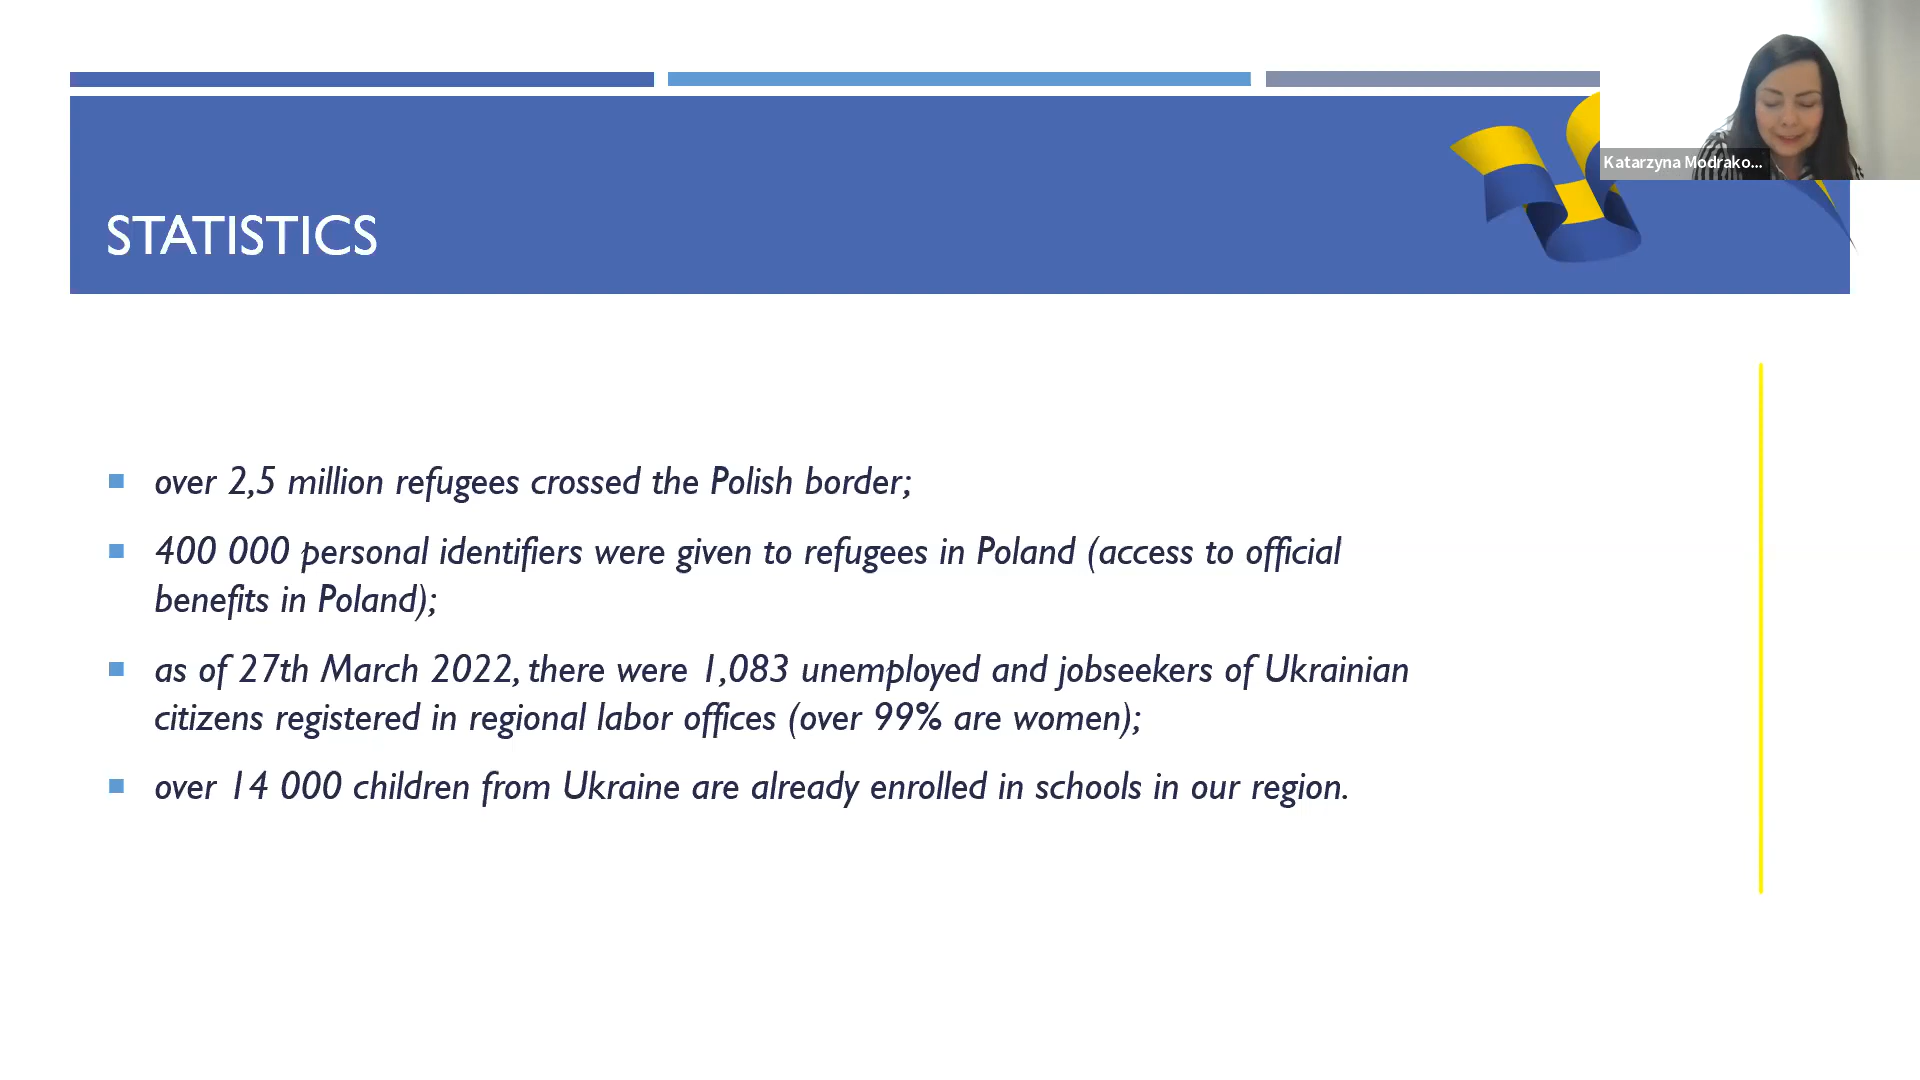 Katarzyna Modrako...
STATISTICS
over 2,5 million refugees crossed the Polish border;
400 000 personal identifiers were given to refugees in Poland (access to official
benefits in Poland);
as of 27th March 2022, there were 1,083 unemployed and jobseekers of Ukrainian
citizens registered in regional labor offices (over 99% are women);
over 14 000 children from Ukraine are already enrolled in schools in our region.